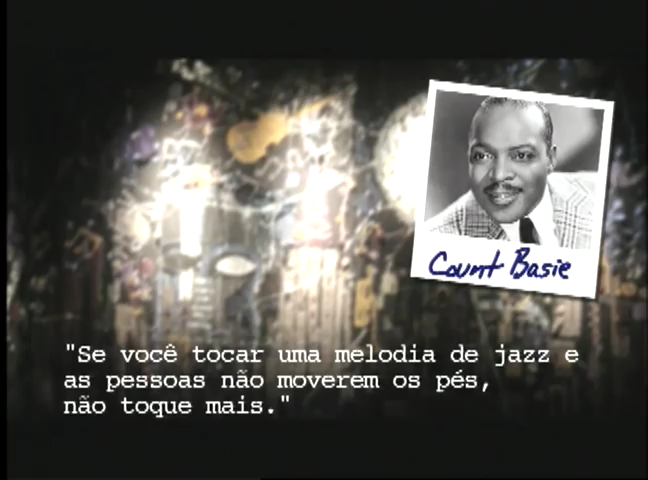 Count Basie
"Se você tocar uma melodia de jazz e
as pessoas não moverem os pés,
não toque mais."